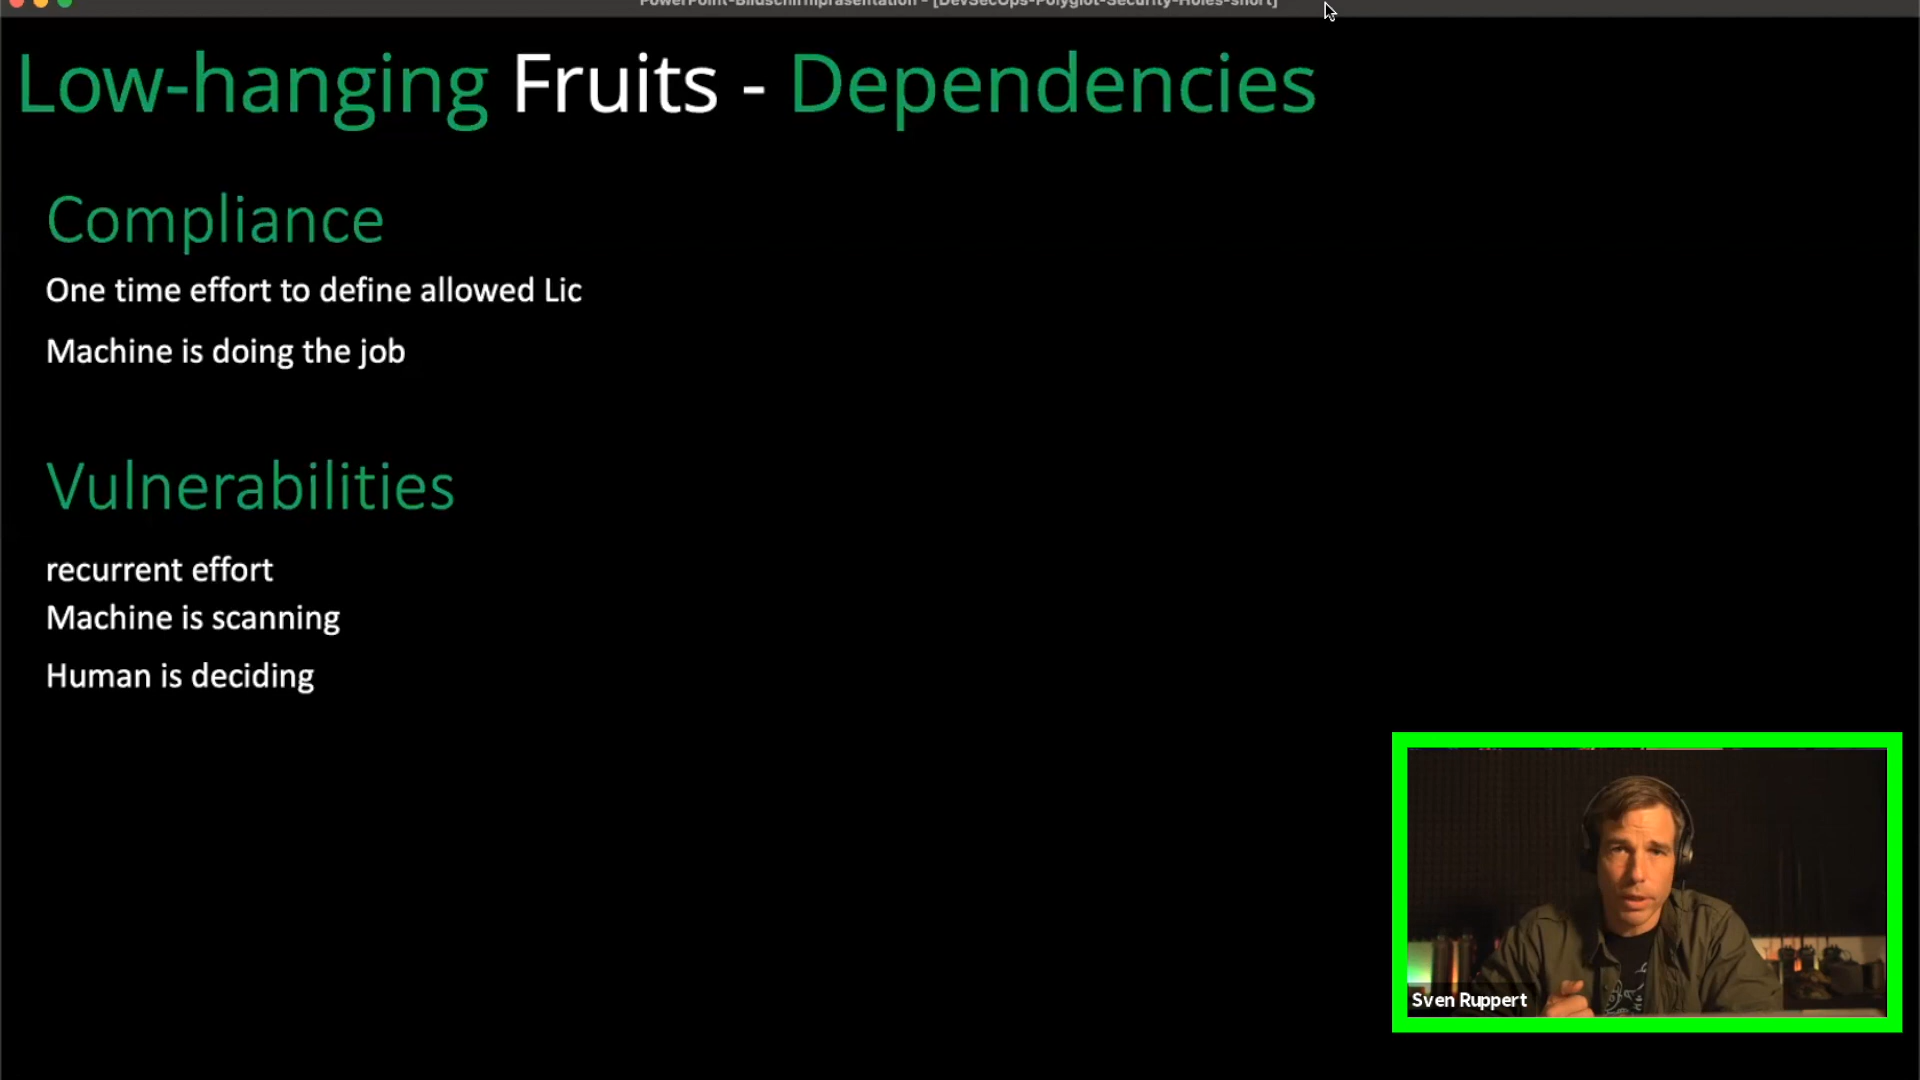 PowerPoint-Bildschirmpräsentation - [DevSecOps-Polyglot-Security-Holes-short]
Low-hanging Fruits - Dependencies
Compliance
One time effort to define allowed Lic
Machine is doing the job
Vulnerabilities
recurrent effort
Machine is scanning
Human is deciding
Sven Ruppert